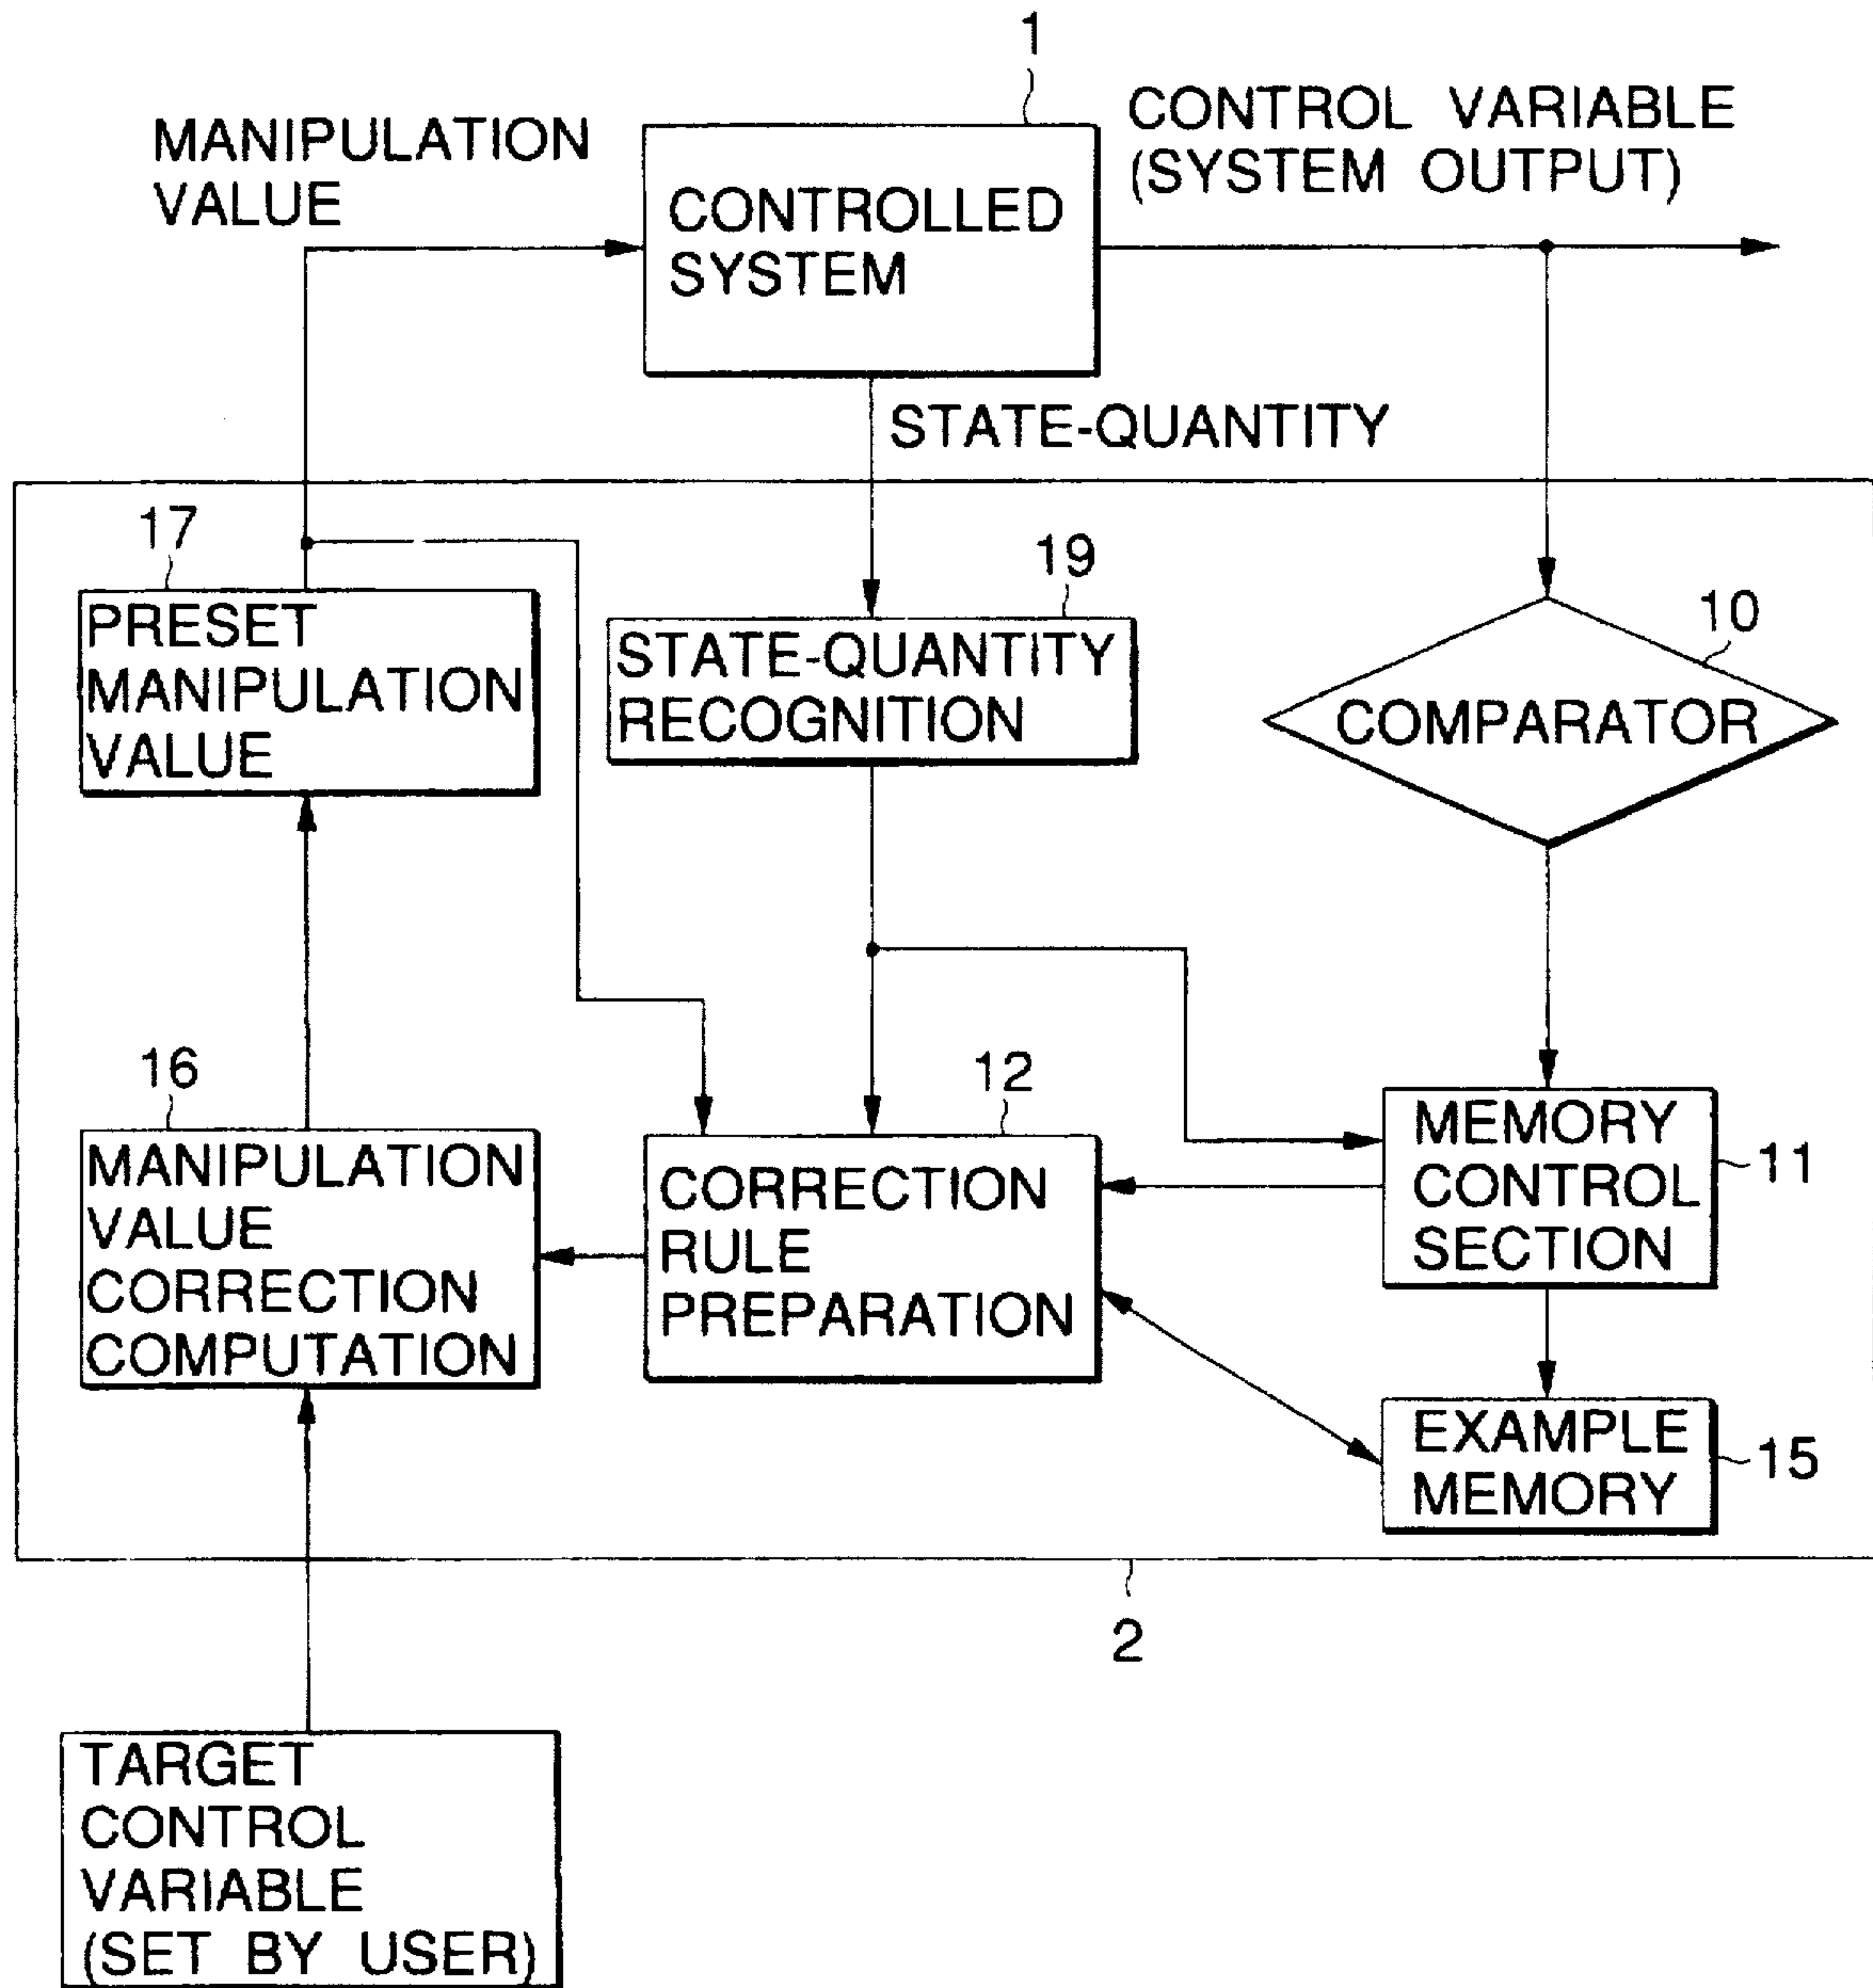 1
MANIPULATION
VALUE
CONTROLLED
SYSTEM
CONTROL VARIABLE
(SYSTEM OUTPUT)
STATE-QUANTITY
17
PRESET
MANIPULATION
VALUE
19
STATE-QUANTITY
RECOGNITION
10
COMPARATOR
16
MANIPULATION
VALUE
CORRECTION
COMPUTATION
12
CORRECTION
RULE
PREPARATION
MEMORY
CONTROL
SECTION
11
EXAMPLE
MEMORY
15
2
TARGET
CONTROL
VARIABLE
(SET BY USER)